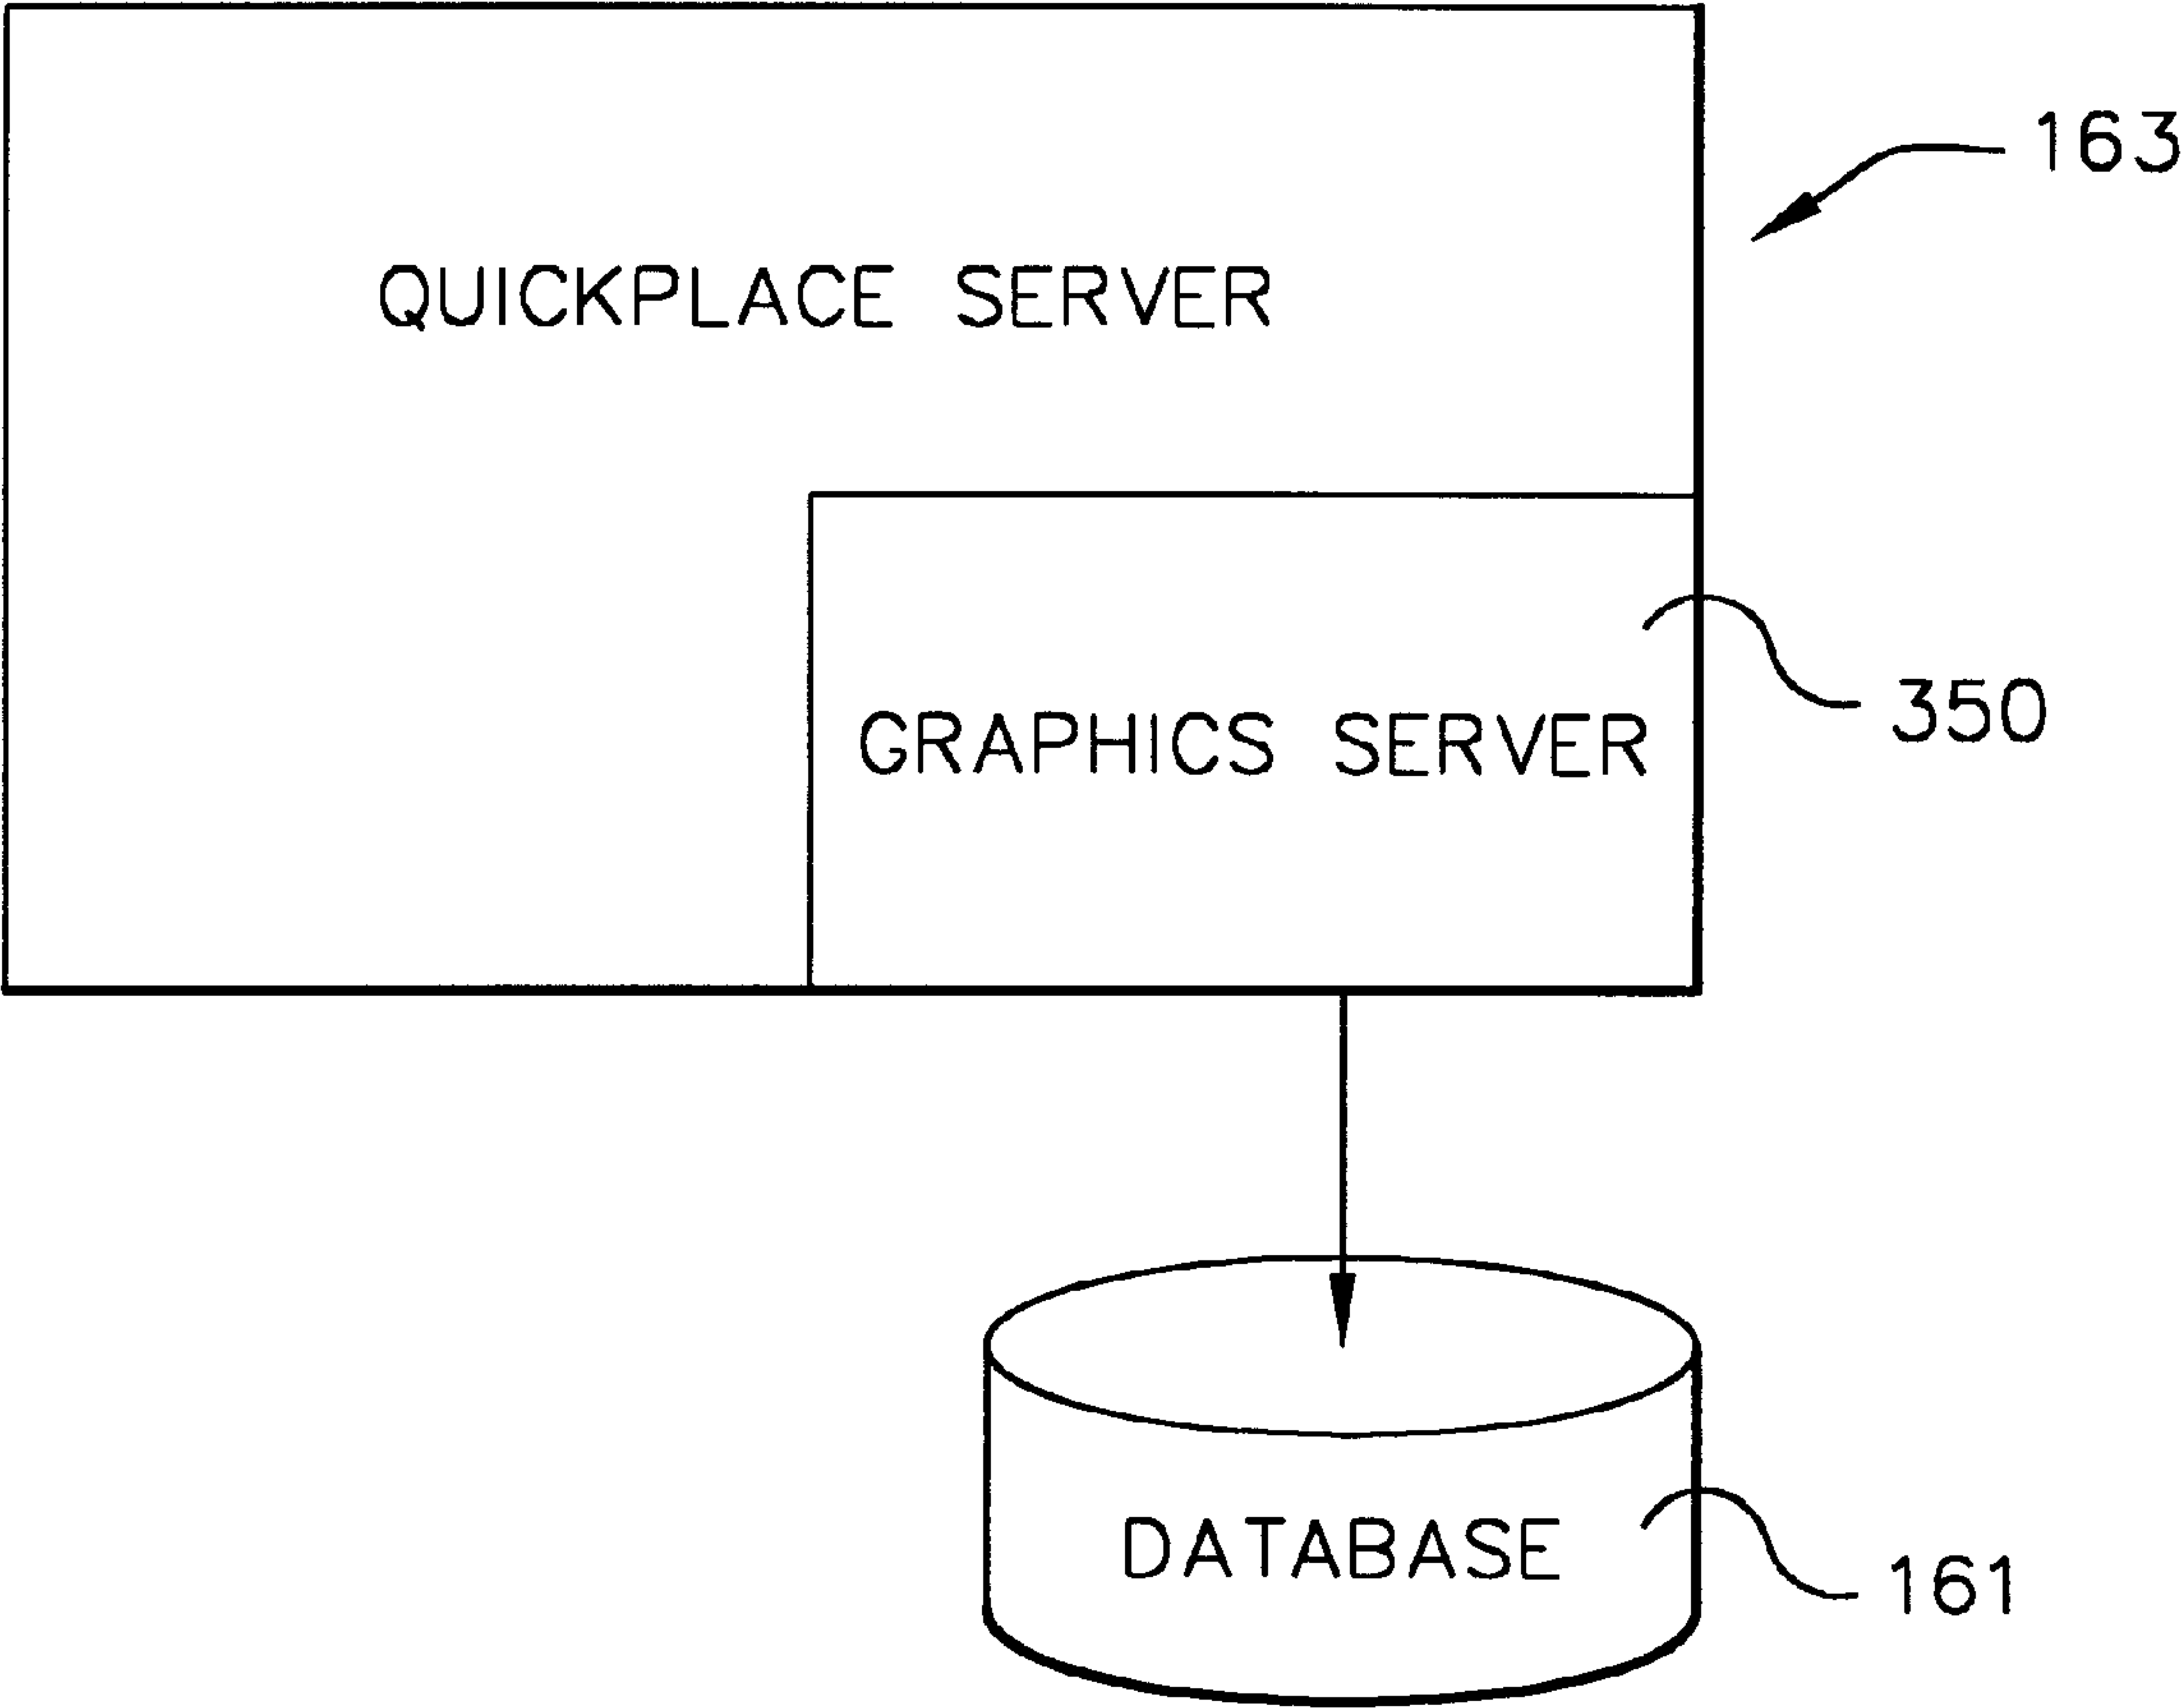 163
QUICKPLACE SERVER
350
GRAPHICS SERVER
DATABASE
161